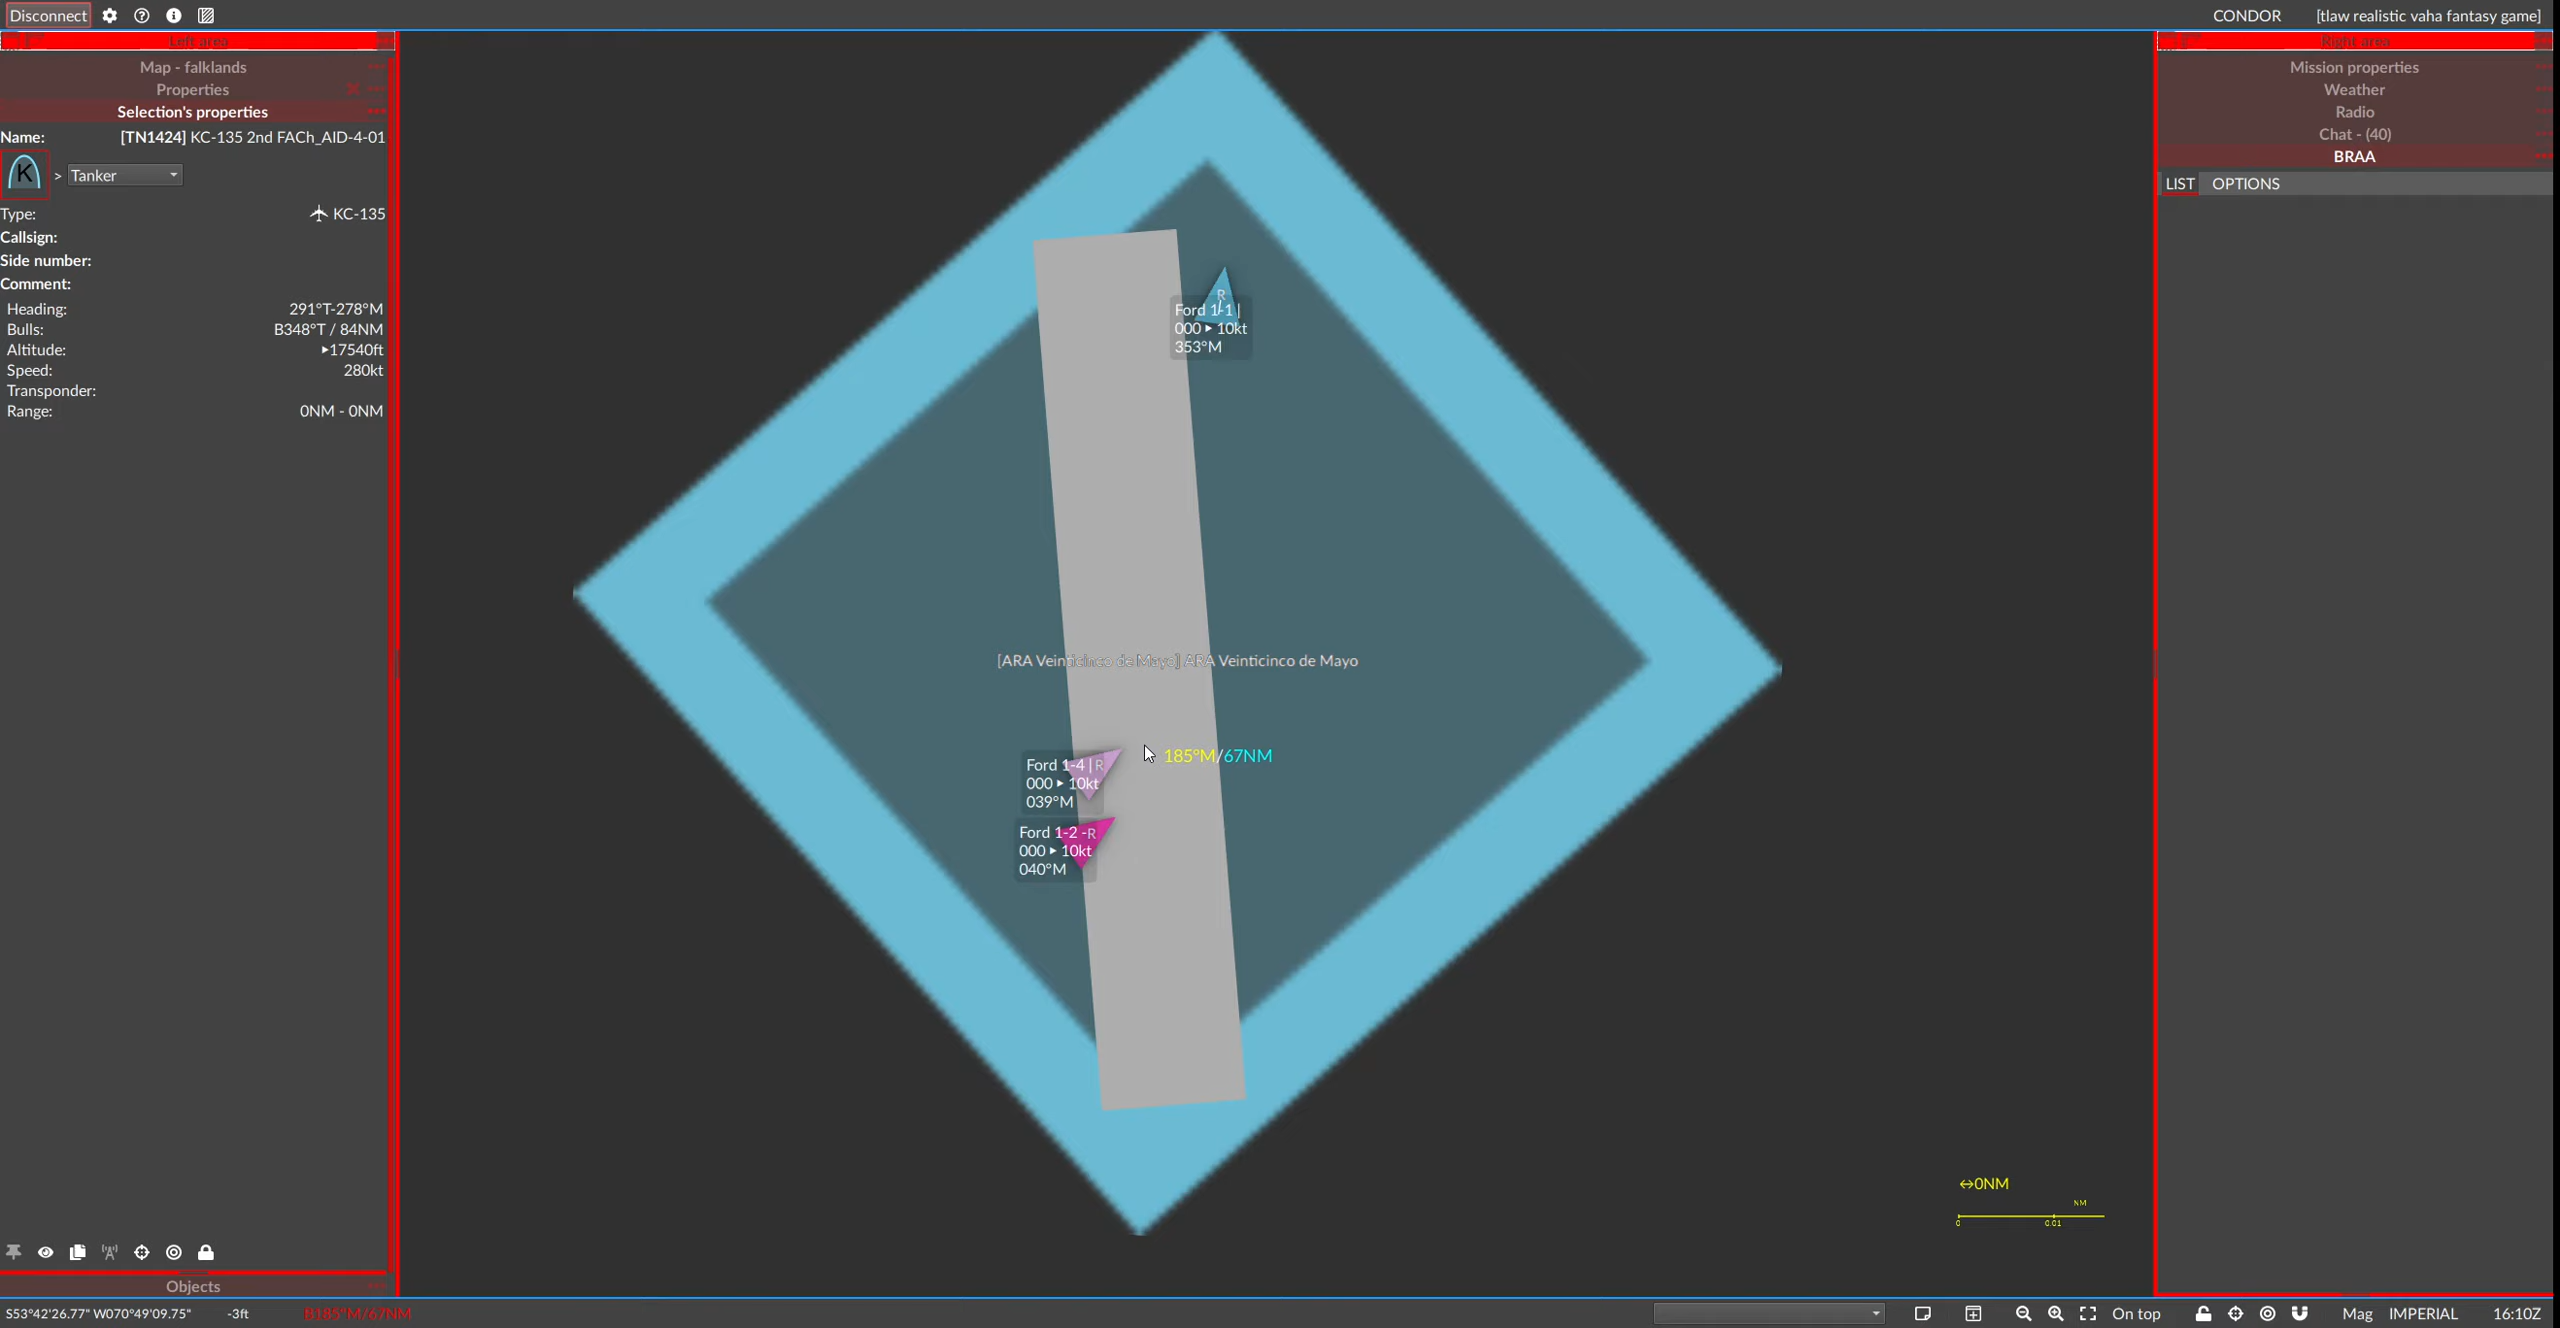 Disconnect
CONDOR [tlaw realistic vaha fantasy game]
Left area
Map - falklands
Properties
Selection's properties
Name: [TN1424] KC-135 2nd FACh_AID-4-01
K > Tanker
Type: KC-135
Callsign:
Side number:
Comment:
Heading: 291°T-278°M
Bulls: B348°T / 84NM
Altitude: ▸17540ft
Speed: 280kt
Transponder:
Range: 0NM - 0NM
Objects
R
Ford 1-1 |
000 ▸ 10kt
353°M
[ARA Veinticinco de Mayo] ARA Veinticinco de Mayo
185°M/67NM
Ford 1-4 | R
000 ▸ 10kt
039°M
Ford 1-2 - R
000 ▸ 10kt
040°M
↔0NM
NM
0 0.01
Right area
Mission properties
Weather
Radio
Chat - (40)
BRAA
LIST OPTIONS
S53°42'26.77" W070°49'09.75" -3ft B185°M/67NM
On top Mag IMPERIAL 16:10Z